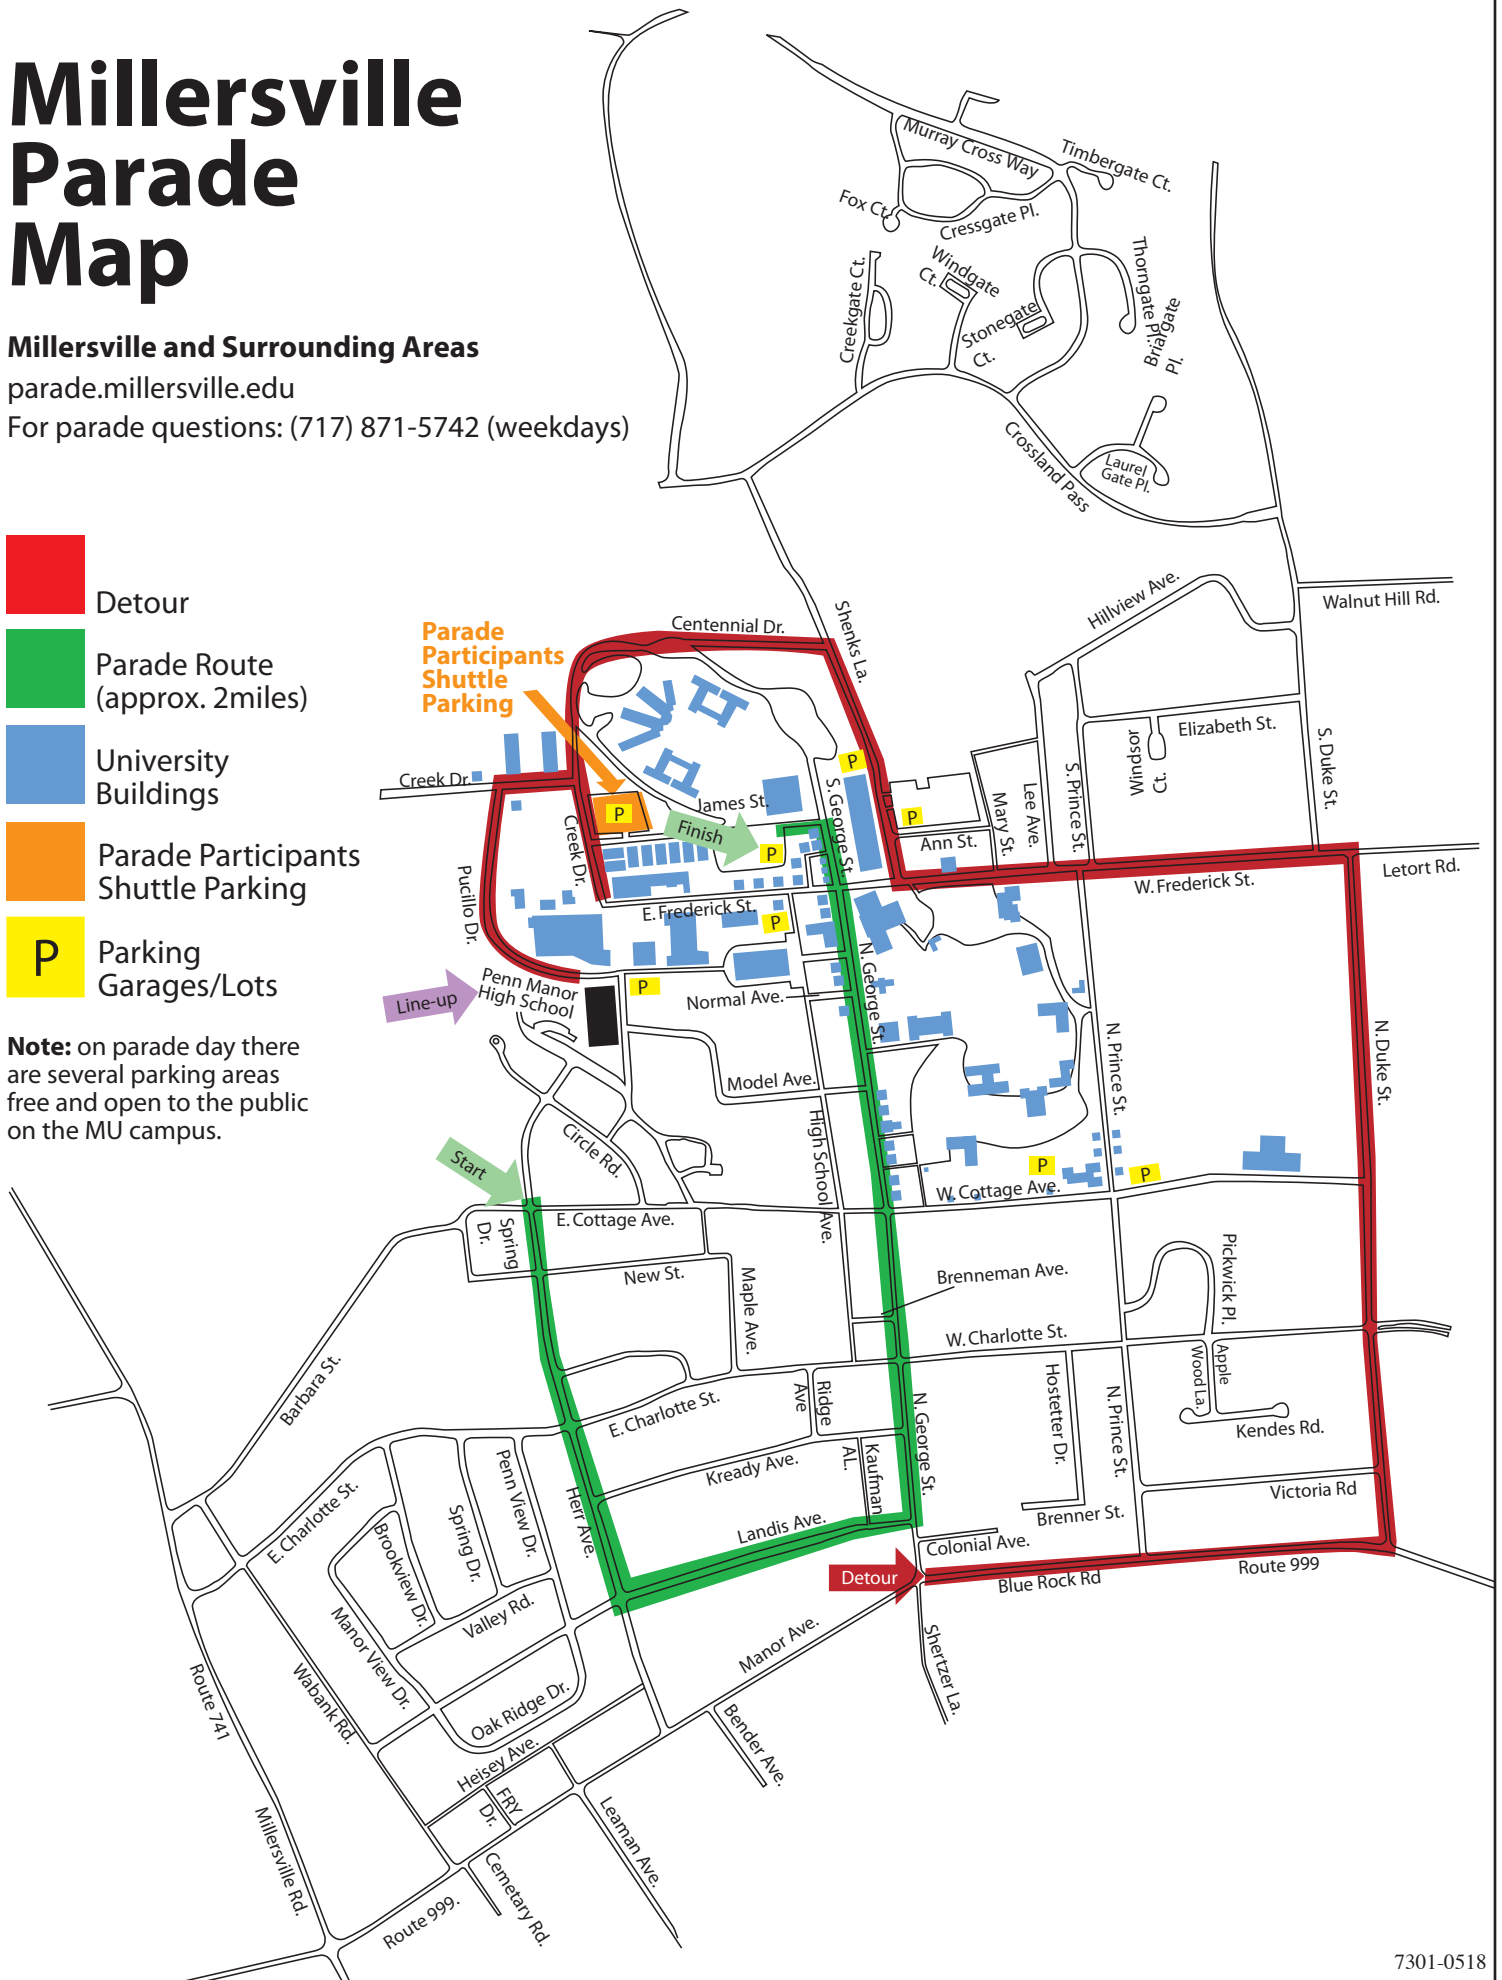 Millersville
Parade
Map
Millersville and Surrounding Areas
parade.millersville.edu
For parade questions: (717) 871-5742 (weekdays)
Detour
Parade Route
(approx. 2miles)
University
Buildings
Parade Participants
Shuttle Parking
P
Parking
Garages/Lots
Note: on parade day there
are several parking areas
free and open to the public
on the MU campus.
Murray Cross Way
Timbergate Ct.
Fox Ct.
Cressgate Pl.
Windgate
Ct.
Creekgate Ct.
Stonegate
Ct.
Thorngate Pl.
Briargate
Pl.
Laurel
Gate Pl.
Crossland Pass
Hillview Ave.
Walnut Hill Rd.
Shenks La.
Centennial Dr.
Parade
Participants
Shuttle
Parking
Creek Dr.
Elizabeth St.
Windsor
Ct.
S. Duke St.
S. Prince St.
Lee Ave.
Mary St.
Ann St.
P
P
P
P
P
P
James St.
Finish
S. George St.
Creek Dr.
Pucillo Dr.
W. Frederick St.
Letort Rd.
E. Frederick St.
Penn Manor
High School
Line-up
Normal Ave.
N. George St.
N. Prince St.
N. Duke St.
Model Ave.
High School Ave.
Circle Rd.
Start
P
P
W. Cottage Ave.
E. Cottage Ave.
Spring
Dr.
New St.
Maple Ave.
Brenneman Ave.
Pickwick Pl.
W. Charlotte St.
Apple
Wood La.
Kendes Rd.
Hostetter Dr.
N. Prince St.
Barbara St.
Ridge
Ave
E. Charlotte St.
N. George St.
Kready Ave.
Kaufman
AL.
Victoria Rd
Brenner St.
Landis Ave.
Colonial Ave.
Herr Ave.
Penn View Dr.
Spring Dr.
E. Charlotte St.
Brookview Dr.
Detour
Blue Rock Rd
Route 999
Valley Rd.
Manor View Dr.
Manor Ave.
Shertzer La.
Wabank Rd.
Route 741
Oak Ridge Dr.
Bender Ave.
Heisey Ave.
FRY
Dr.
Leaman Ave.
Millersville Rd.
Cemetary Rd.
Route 999.
7301-0518